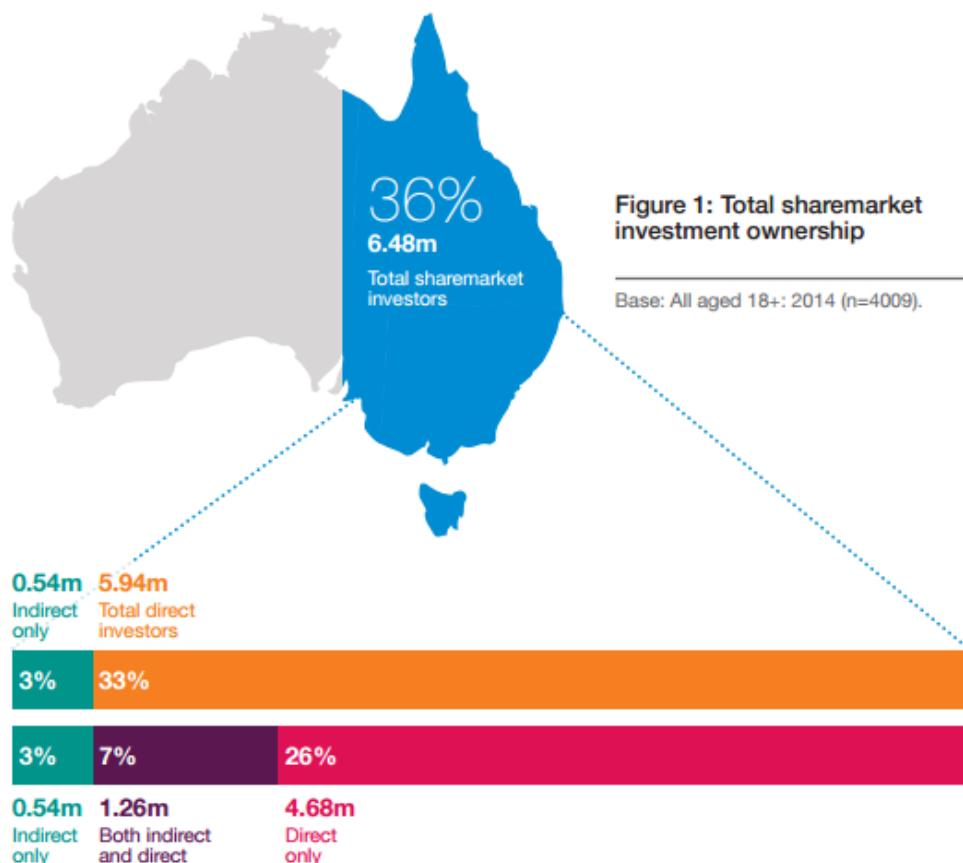 36%
6.48m
Total sharemarket
investors
Figure 1: Total sharemarket
investment ownership
Base: All aged 18+: 2014 (n=4009).
0.54m
Indirect
only
5.94m
Total direct
investors
3%
33%
3%
7%
26%
0.54m
Indirect
only
1.26m
Both indirect
and direct
4.68m
Direct
only